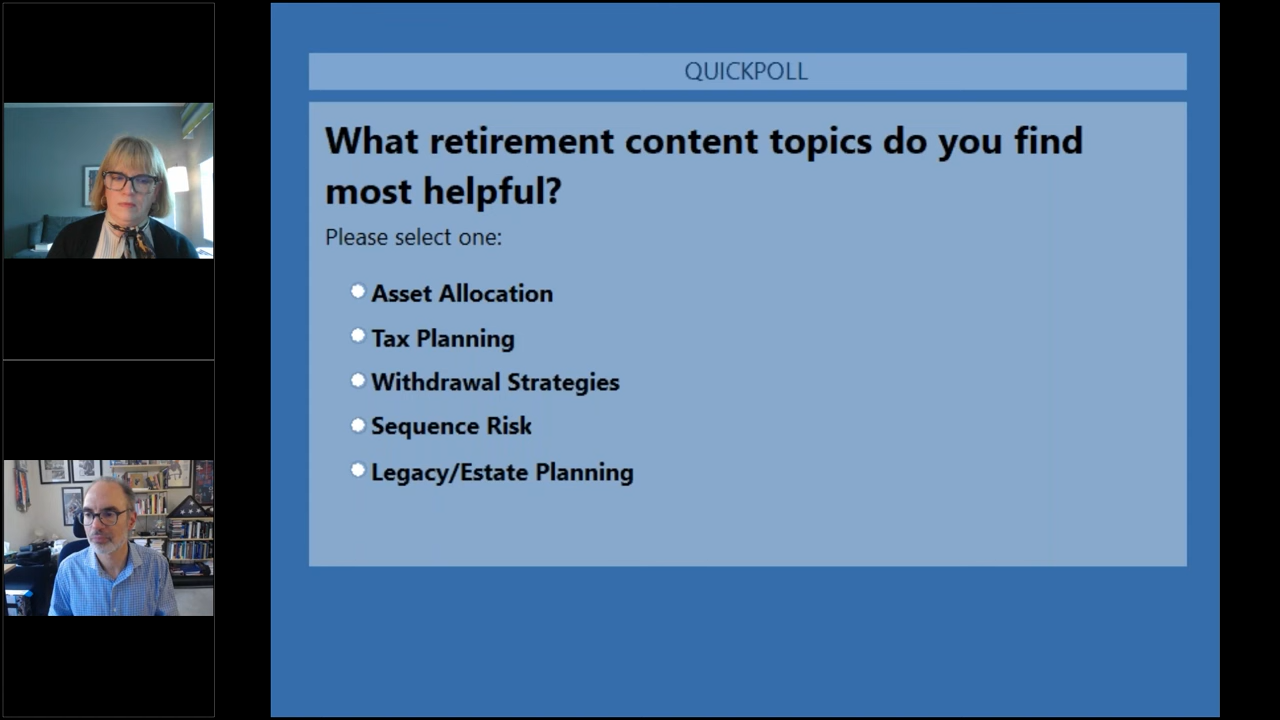 QUICKPOLL
What retirement content topics do you find
most helpful?
Please select one:
Asset Allocation
Tax Planning
Withdrawal Strategies
Sequence Risk
Legacy/Estate Planning